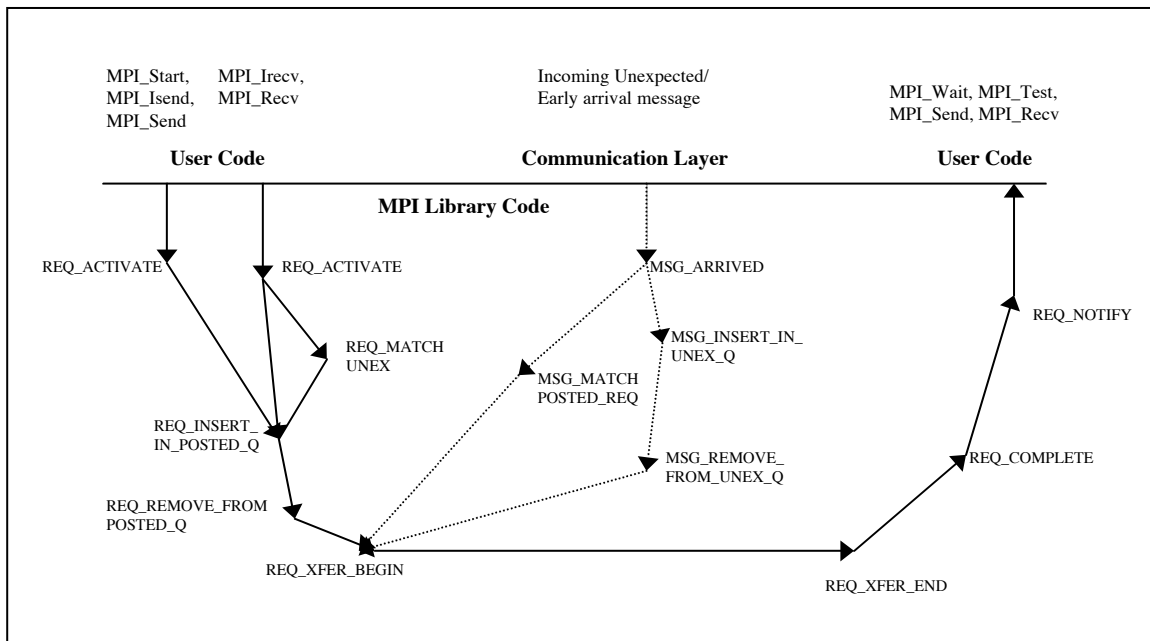 MPI_Start,
MPI_Isend,
MPI_Send
MPI_Irecv,
MPI_Recv
Incoming Unexpected/
Early arrival message
MPI_Wait, MPI_Test,
MPI_Send, MPI_Recv
User Code
Communication Layer
User Code
MPI Library Code
REQ_ACTIVATE
REQ_ACTIVATE
MSG_ARRIVED
REQ_NOTIFY
REQ_MATCH
UNEX
MSG_INSERT_IN_
UNEX_Q
MSG_MATCH
POSTED_REQ
REQ_INSERT_
IN_POSTED_Q
MSG_REMOVE_
FROM_UNEX_Q
REQ_COMPLETE
REQ_REMOVE_FROM
POSTED_Q
REQ_XFER_BEGIN
REQ_XFER_END